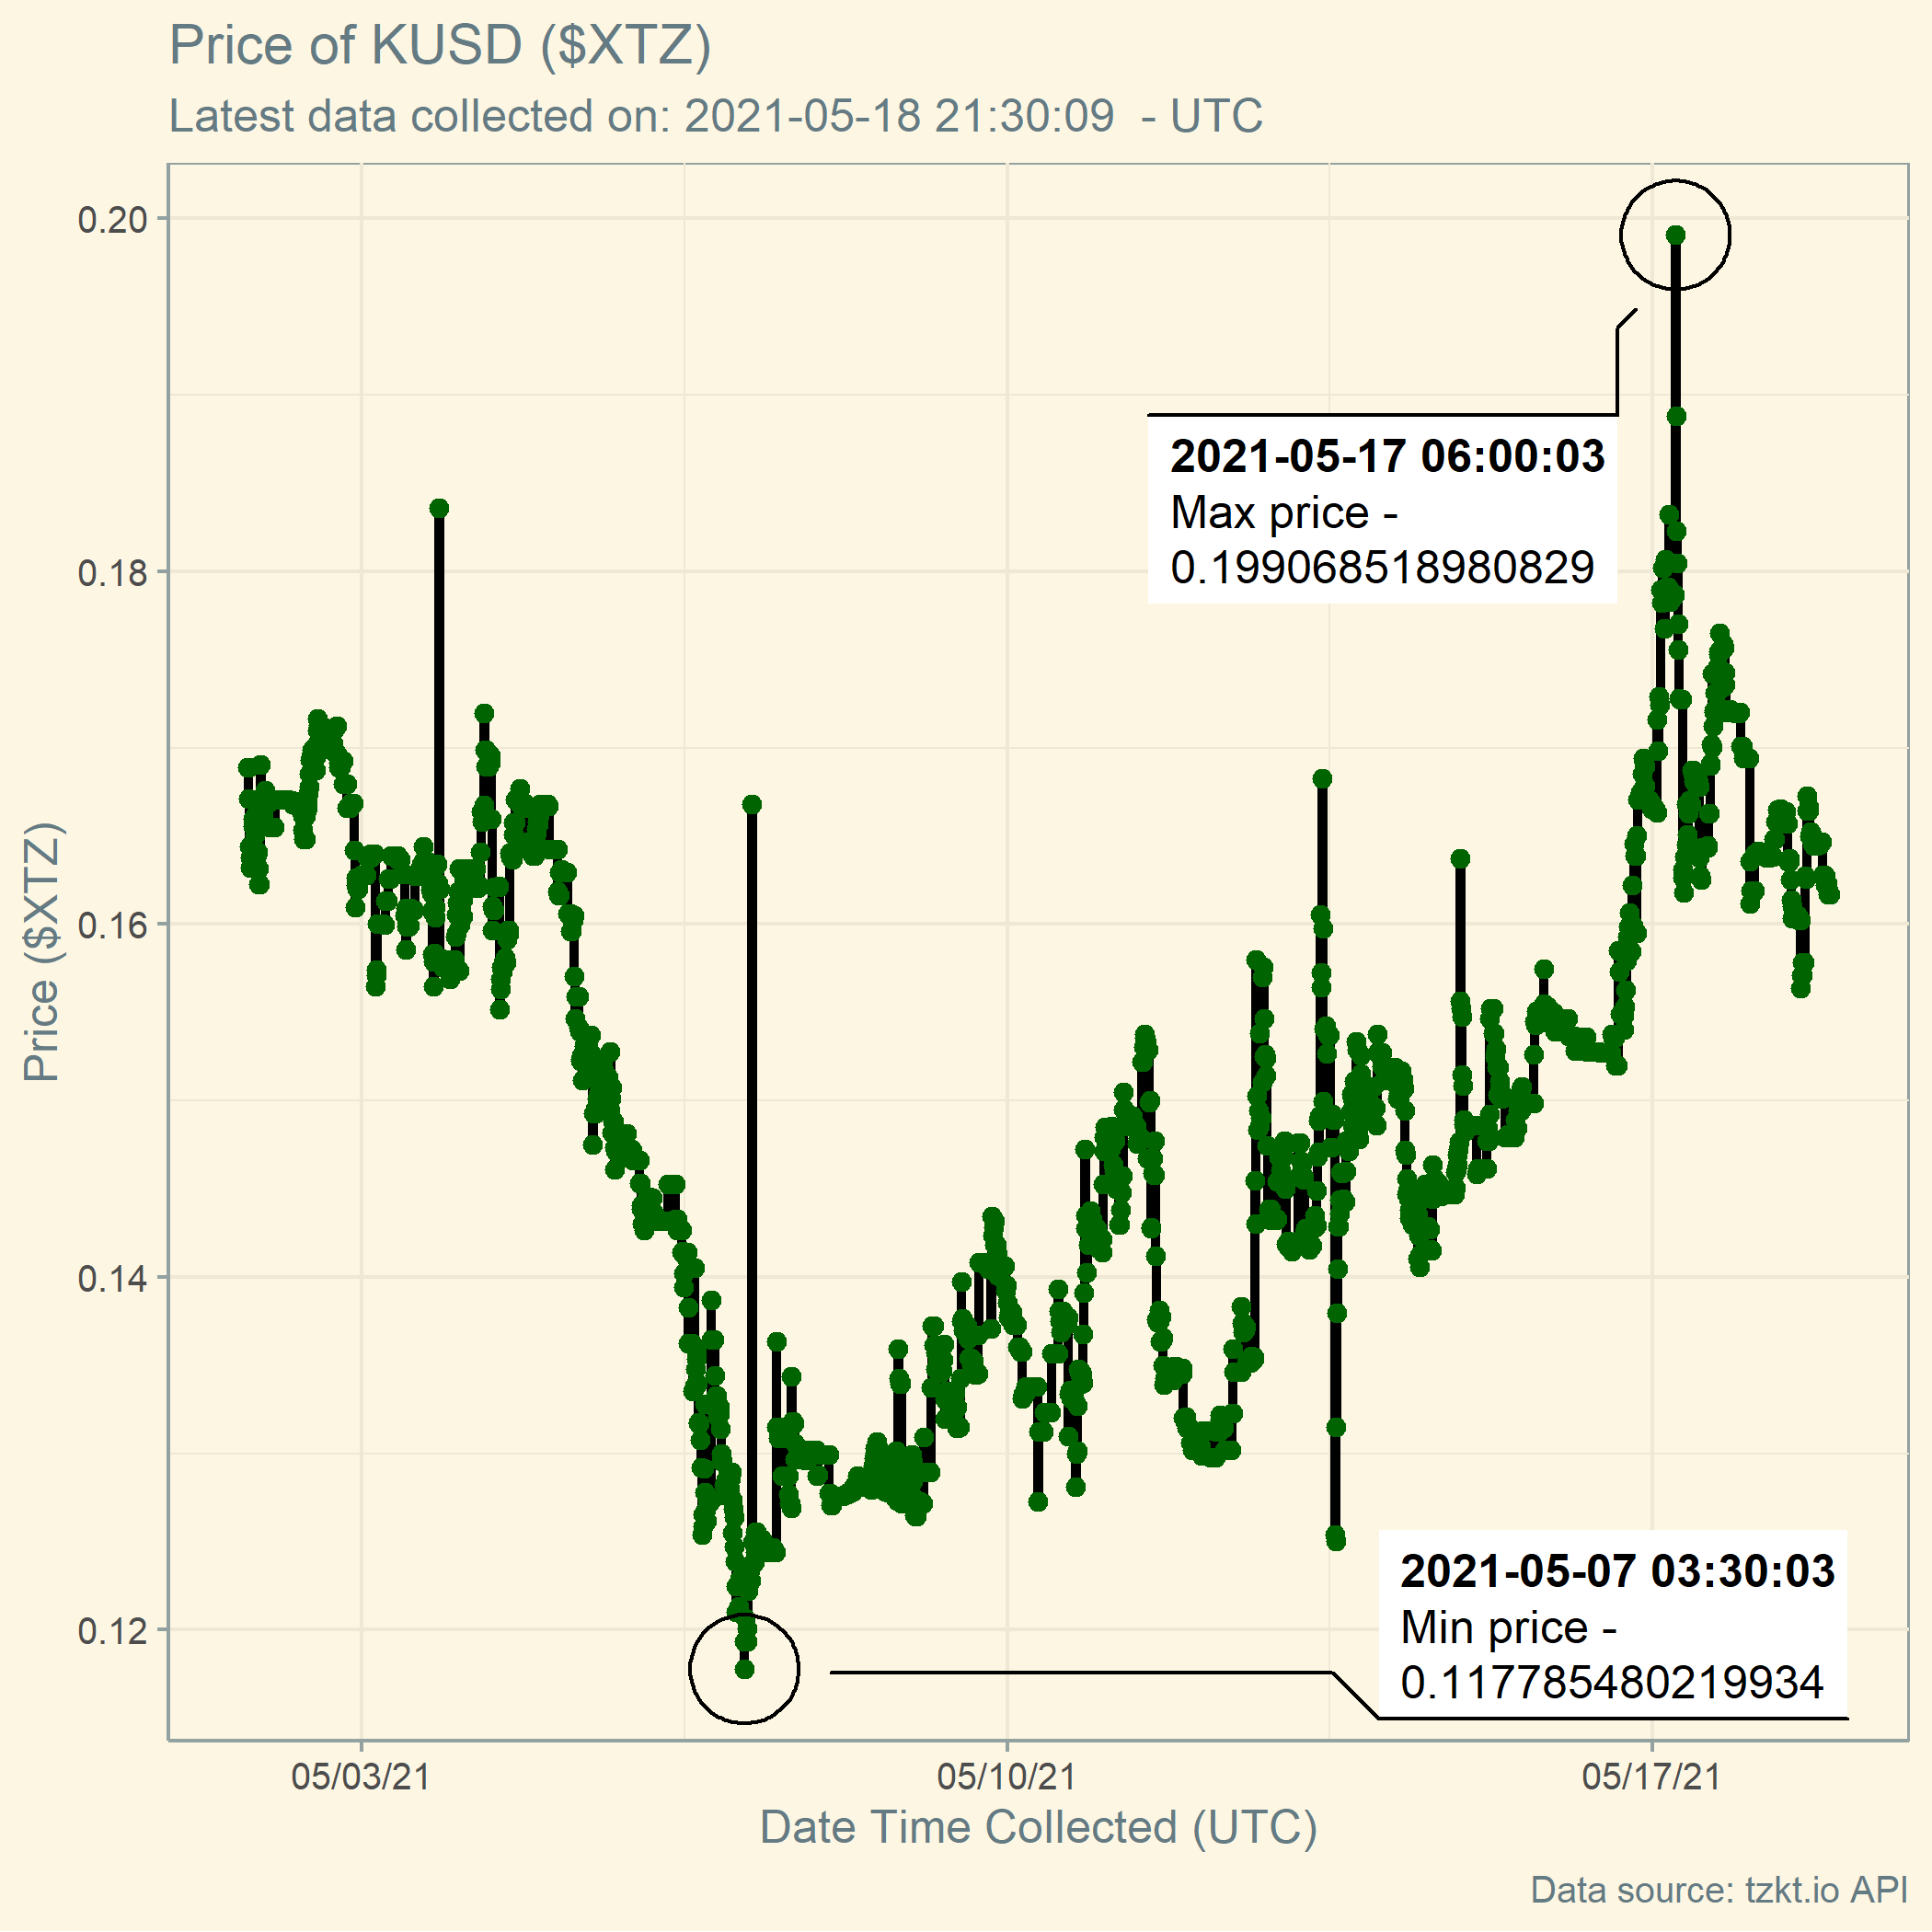 Price of KUSD ($XTZ)
Latest data collected on: 2021-05-18 21:30:09  - UTC
Price ($XTZ)
0.20
0.18
0.16
0.14
0.12
2021-05-17 06:00:03
Max price -
0.199068518980829
2021-05-07 03:30:03
Min price -
0.117785480219934
05/03/21
05/10/21
05/17/21
Date Time Collected (UTC)
Data source: tzkt.io API